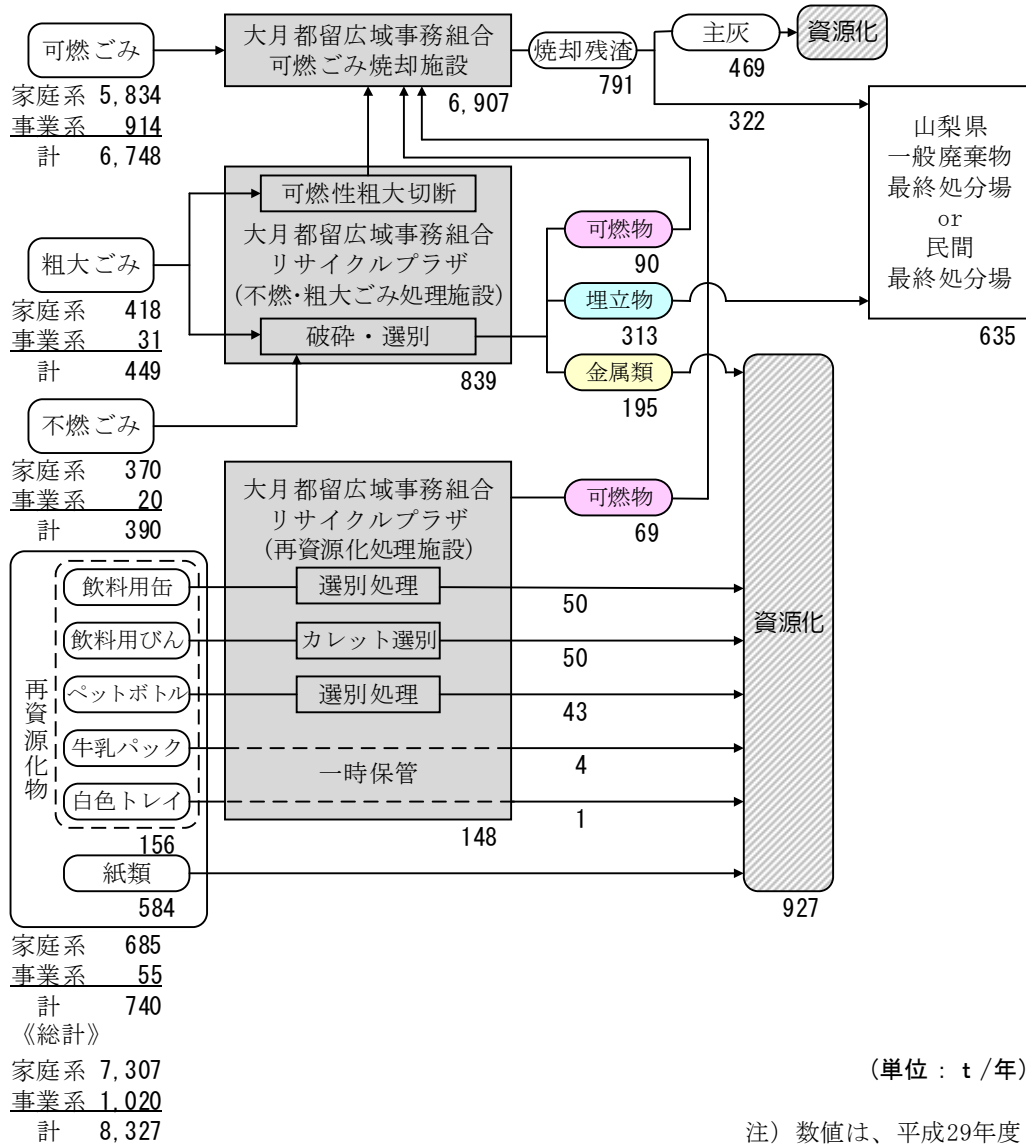 可燃ごみ
家庭系 5,834
事業系 914
計 6,748
大月都留広域事務組合
可燃ごみ焼却施設
6,907
焼却残渣
791
主灰
469
資源化
322
山梨県
一般廃棄物
最終処分場
or
民間
最終処分場
635
粗大ごみ
家庭系 418
事業系 31
計 449
可燃性粗大切断
大月都留広域事務組合
リサイクルプラザ
(不燃・粗大ごみ処理施設)
破砕・選別
839
可燃物
90
埋立物
313
金属類
195
不燃ごみ
家庭系 370
事業系 20
計 390
大月都留広域事務組合
リサイクルプラザ
(再資源化処理施設)
可燃物
69
再資源化物
飲料用缶
選別処理
50
飲料用びん
カレット選別
50
ペットボトル
選別処理
43
牛乳パック
4
一時保管
白色トレイ
1
156
148
紙類
584
資源化
927
家庭系 685
事業系 55
計 740
《総計》
家庭系 7,307
事業系 1,020
計 8,327
(単位:t/年)
注)数値は、平成29年度